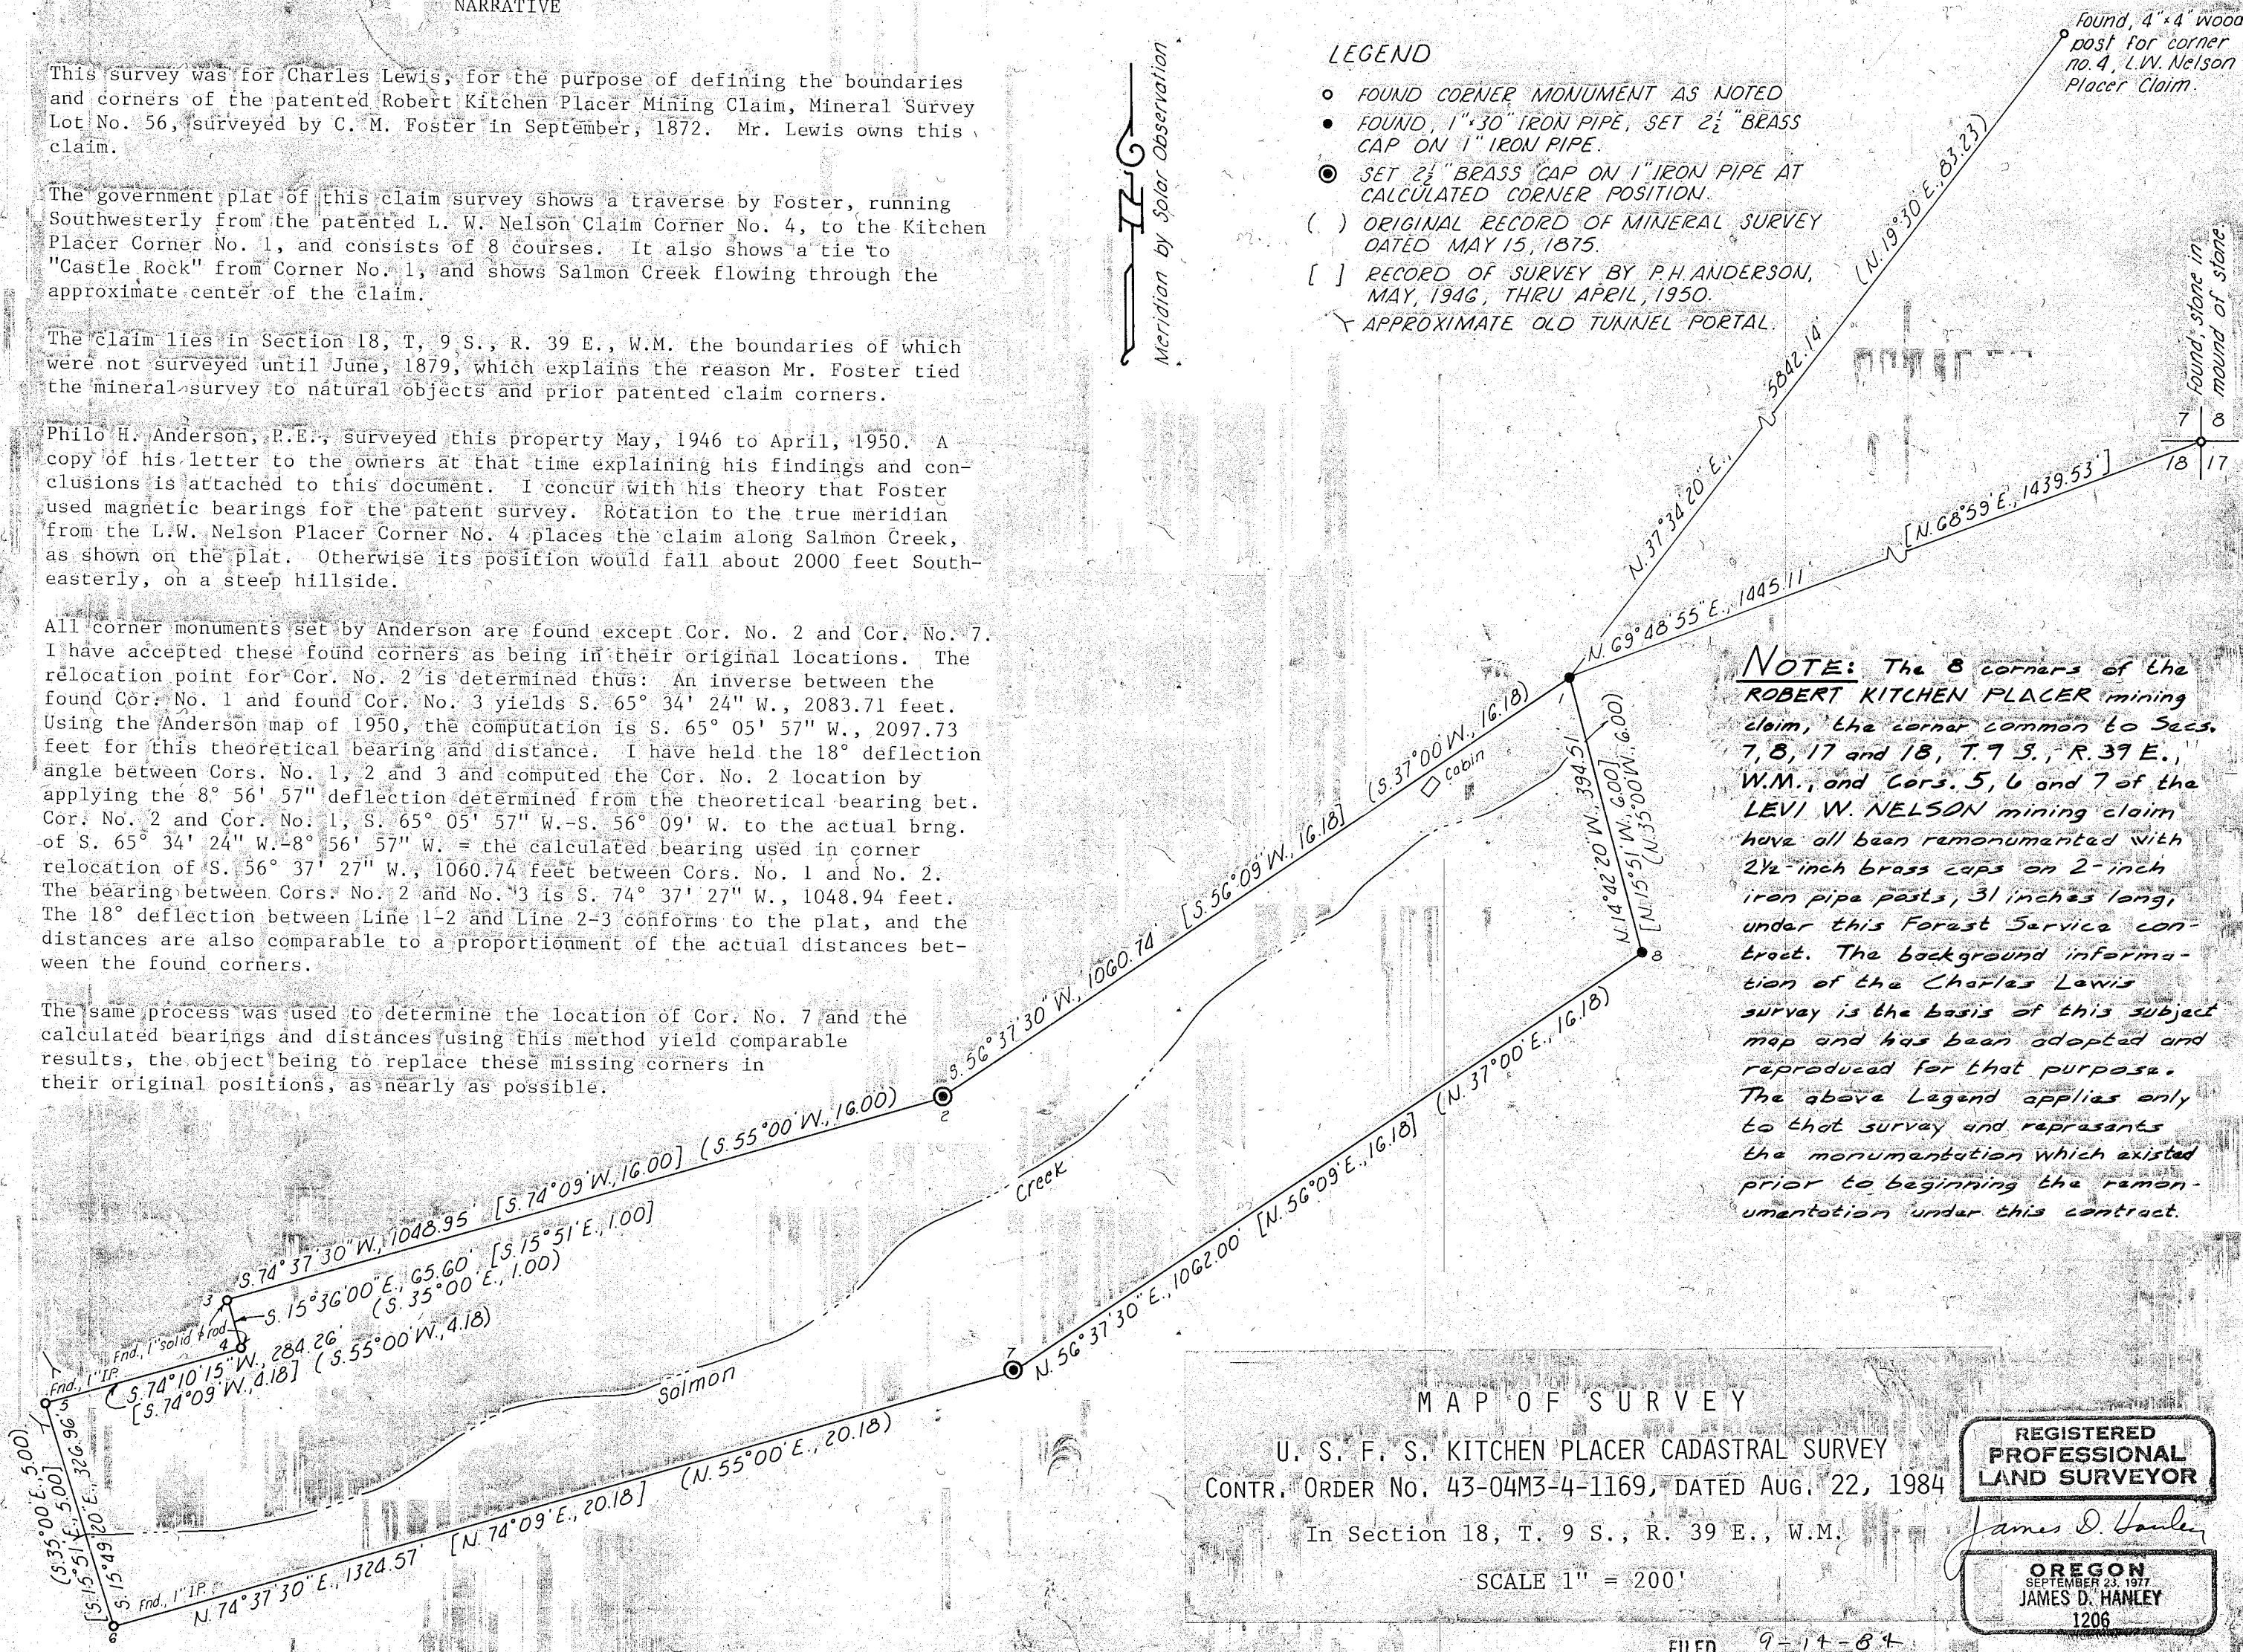 NARRATIVE
This survey was for Charles Lewis, for the purpose of defining the boundaries
and corners of the patented Robert Kitchen Placer Mining Claim, Mineral Survey
Lot No. 56, surveyed by C. M. Foster in September, 1872. Mr. Lewis owns this
claim.
The government plat of this claim survey shows a traverse by Foster, running
Southwesterly from the patented L. W. Nelson Claim Corner No. 4, to the Kitchen
Placer Corner No. 1, and consists of 8 courses. It also shows a tie to
"Castle Rock" from Corner No. 1, and shows Salmon Creek flowing through the
approximate center of the claim.
The claim lies in Section 18, T, 9 S., R. 39 E., W.M. the boundaries of which
were not surveyed until June, 1879, which explains the reason Mr. Foster tied
the mineral survey to natural objects and prior patented claim corners.
Philo H. Anderson, P.E., surveyed this property May, 1946 to April, 1950. A
copy of his letter to the owners at that time explaining his findings and con-
clusions is attached to this document. I concur with his theory that Foster
used magnetic bearings for the patent survey. Rotation to the true meridian
from the L.W. Nelson Placer Corner No. 4 places the claim along Salmon Creek,
as shown on the plat. Otherwise its position would fall about 2000 feet South-
easterly, on a steep hillside.
All corner monuments set by Anderson are found except Cor. No. 2 and Cor. No. 7.
I have accepted these found corners as being in their original locations. The
relocation point for Cor. No. 2 is determined thus: An inverse between the
found Cor. No. 1 and found Cor. No. 3 yields S. 65° 34' 24" W., 2083.71 feet.
Using the Anderson map of 1950, the computation is S. 65° 05' 57" W., 2097.73
feet for this theoretical bearing and distance. I have held the 18° deflection
angle between Cors. No. 1, 2 and 3 and computed the Cor. No. 2 location by
applying the 8° 56' 57" deflection determined from the theoretical bearing bet.
Cor. No. 2 and Cor. No. 1, S. 65° 05' 57" W.-S. 56° 09' W. to the actual brng.
of S. 65° 34' 24" W.-8° 56' 57" W. = the calculated bearing used in corner
relocation of S. 56° 37' 27" W., 1060.74 feet between Cors. No. 1 and No. 2.
The bearing between Cors. No. 2 and No. 3 is S. 74° 37' 27" W., 1048.94 feet.
The 18° deflection between Line 1-2 and Line 2-3 conforms to the plat, and the
distances are also comparable to a proportionment of the actual distances bet-
ween the found corners.
The same process was used to determine the location of Cor. No. 7 and the
calculated bearings and distances using this method yield comparable
results, the object being to replace these missing corners in
their original positions, as nearly as possible.
Meridian by Solar Observation
LEGEND
FOUND CORNER MONUMENT AS NOTED
FOUND, 1"x30" IRON PIPE, SET 2½" BRASS
CAP ON 1" IRON PIPE.
SET 2½" BRASS CAP ON 1" IRON PIPE AT
CALCULATED CORNER POSITION.
( ) ORIGINAL RECORD OF MINERAL SURVEY
DATED MAY 15, 1875.
[ ] RECORD OF SURVEY BY P.H. ANDERSON,
MAY, 1946, THRU APRIL, 1950.
APPROXIMATE OLD TUNNEL PORTAL.
Found, 4"x4" wood
post for corner
no. 4, L.W. Nelson
Placer Claim.
(N. 19°30'E., 83.23)
N. 37°34'20"E., 5842.14'
found, stone in
mound of stone.
7 8
18 17
[N. 68°59'E., 1439.53']
N. 69°48'55"E., 1445.11'
1
N. 14°42'20"W. 394.51'
[N. 15°51'W., 6.00]
(N. 35°00'W., 6.00)
8
(S. 37°00'W., 16.18)
Cabin
[S. 56°09'W., 16.18]
S. 56°37'30"W., 1060.74'
2
(S. 55°00'W., 16.00)
[S. 74°09'W., 16.00]
S. 74°37'30"W., 1048.95'
3
S. 15°36'00"E., 65.60' [S. 15°51'E., 1.00]
(S. 35°00'E., 1.00)
Fnd., 1" solid rod
4
S. 74°10'15"W., 284.26' (S. 55°00'W., 4.18)
[S. 74°09'W., 4.18]
Fnd., 1" I.P.
5
(S. 35°00'E., 5.00)
[S. 15°51'E., 5.00]
S. 15°49'20"E., 326.96'
6
Fnd., 1" I.P.
N. 74°37'30"E., 1324.57'
[N. 74°09'E., 20.18]
(N. 55°00'E., 20.18)
7
N. 56°37'30"E., 1062.00'
[N. 56°09'E., 16.18]
(N. 37°00'E., 16.18)
Salmon
Creek
NOTE: The 8 corners of the
ROBERT KITCHEN PLACER mining
claim, the corner common to Secs.
7, 8, 17 and 18, T. 9 S., R. 39 E.,
W.M., and Cors. 5, 6 and 7 of the
LEVI W. NELSON mining claim
have all been remonumented with
2½-inch brass caps on 2-inch
iron pipe posts, 31 inches long,
under this Forest Service con-
tract. The background informa-
tion of the Charles Lewis
survey is the basis of this subject
map and has been adopted and
reproduced for that purpose.
The above Legend applies only
to that survey and represents
the monumentation which existed
prior to beginning the remon-
umentation under this contract.
MAP OF SURVEY
U. S. F. S. KITCHEN PLACER CADASTRAL SURVEY
CONTR. ORDER No. 43-04M3-4-1169, DATED AUG. 22, 1984
In Section 18, T. 9 S., R. 39 E., W.M.
SCALE 1" = 200'
REGISTERED
PROFESSIONAL
LAND SURVEYOR
James D. Hanley
OREGON
SEPTEMBER 23, 1977
JAMES D. HANLEY
1206
FILED 9-14-84